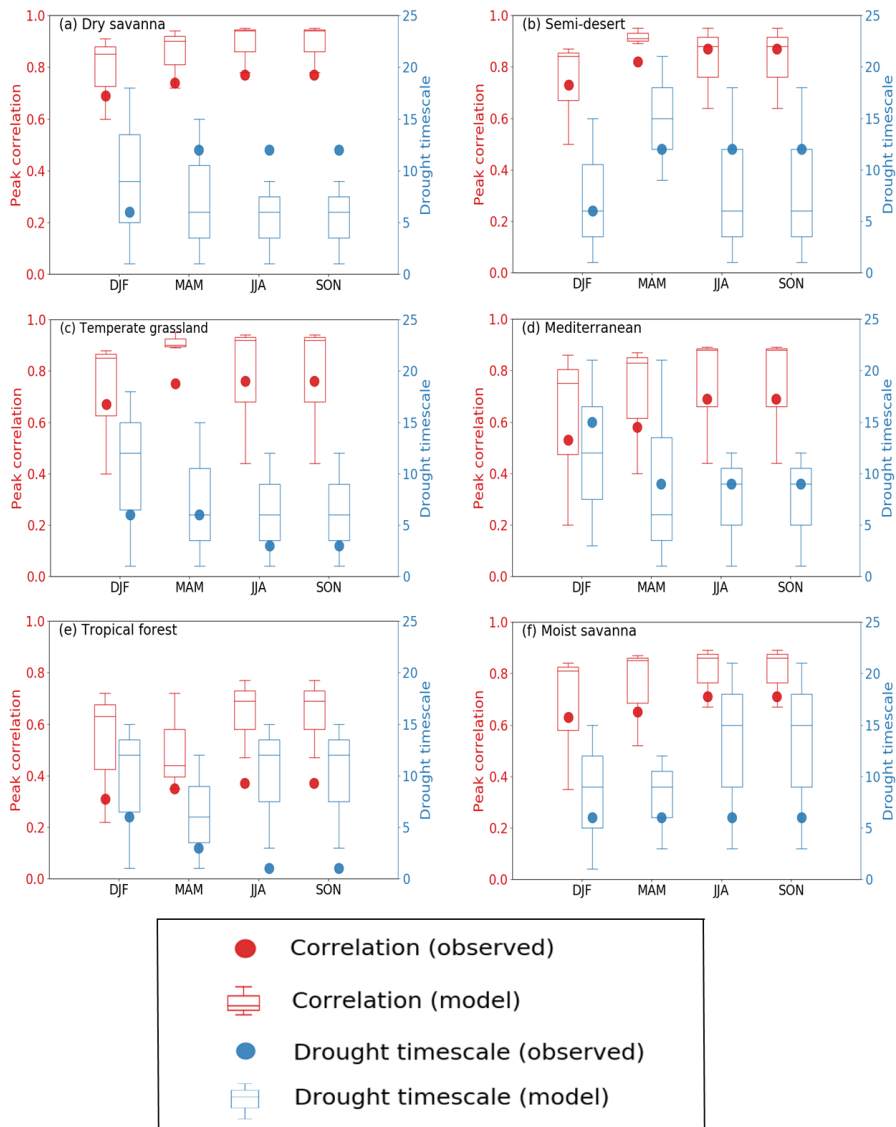 (a) Dry savanna
1.0
0.8
0.6
0.4
0.2
0.0
Peak correlation
25
20
15
10
5
0
Drought timescale
DJF MAM JJA SON
(b) Semi-desert
1.0
0.8
0.6
0.4
0.2
0.0
Peak correlation
25
20
15
10
5
0
Drought timescale
DJF MAM JJA SON
(c) Temperate grassland
1.0
0.8
0.6
0.4
0.2
0.0
Peak correlation
25
20
15
10
5
0
Drought timescale
DJF MAM JJA SON
(d) Mediterranean
1.0
0.8
0.6
0.4
0.2
0.0
Peak correlation
25
20
15
10
5
0
Drought timescale
DJF MAM JJA SON
(e) Tropical forest
1.0
0.8
0.6
0.4
0.2
0.0
Peak correlation
25
20
15
10
5
0
Drought timescale
DJF MAM JJA SON
(f) Moist savanna
1.0
0.8
0.6
0.4
0.2
0.0
Peak correlation
25
20
15
10
5
0
Drought timescale
DJF MAM JJA SON
Correlation (observed)
Correlation (model)
Drought timescale (observed)
Drought timescale (model)